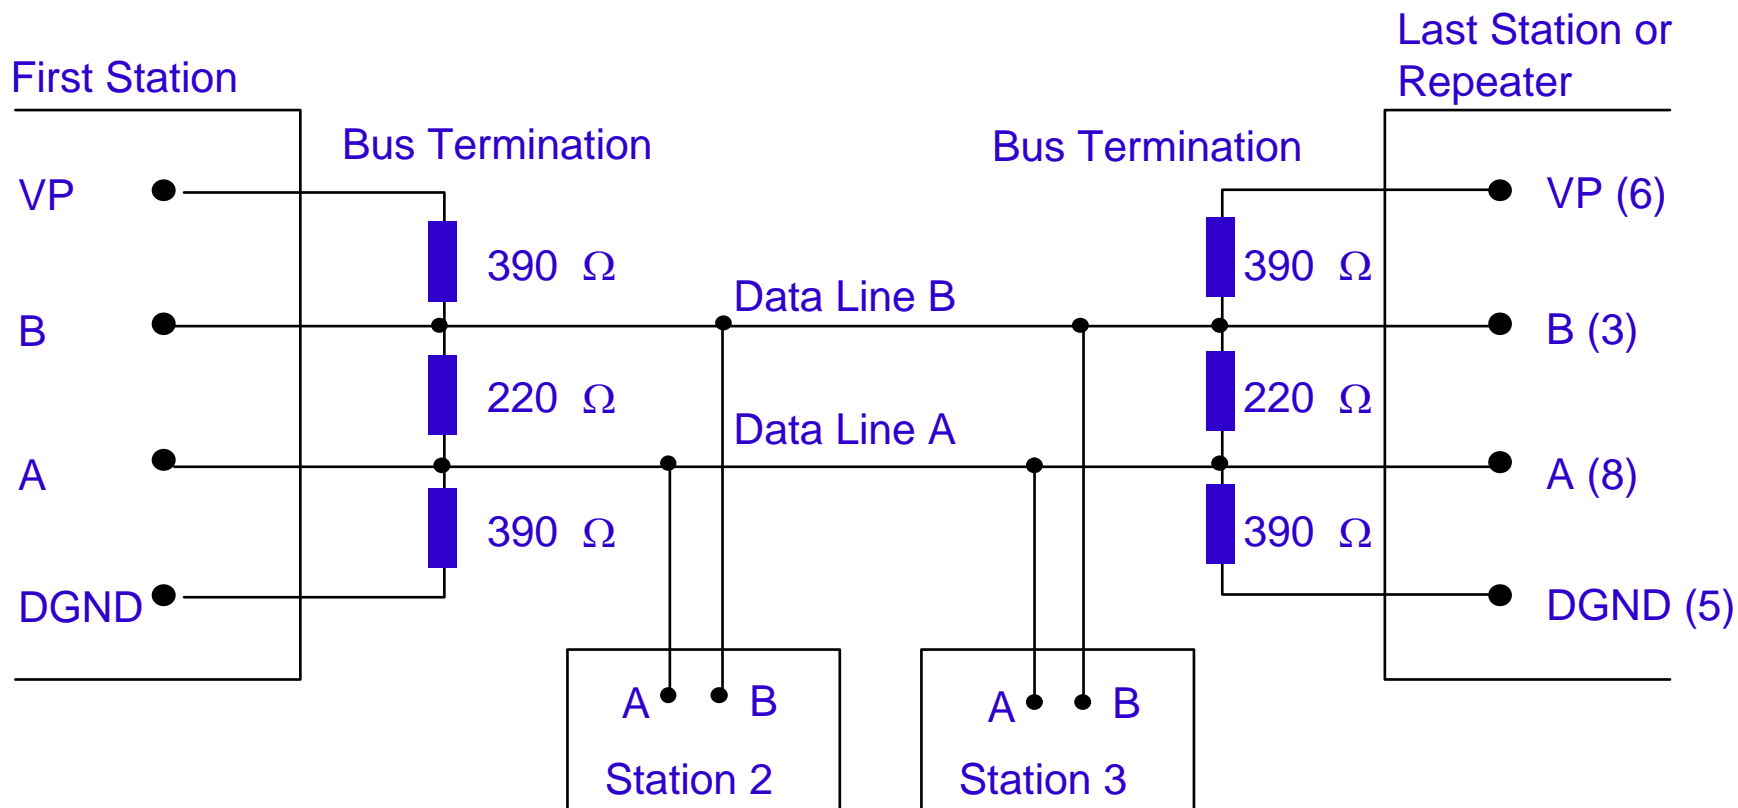 Last Station or
Repeater
First Station
Bus Termination
Bus Termination
VP
VP (6)
390 Ω
390 Ω
Data Line B
B
B (3)
220 Ω
220 Ω
Data Line A
A
A (8)
390 Ω
390 Ω
DGND
DGND (5)
A B
A B
Station 2
Station 3